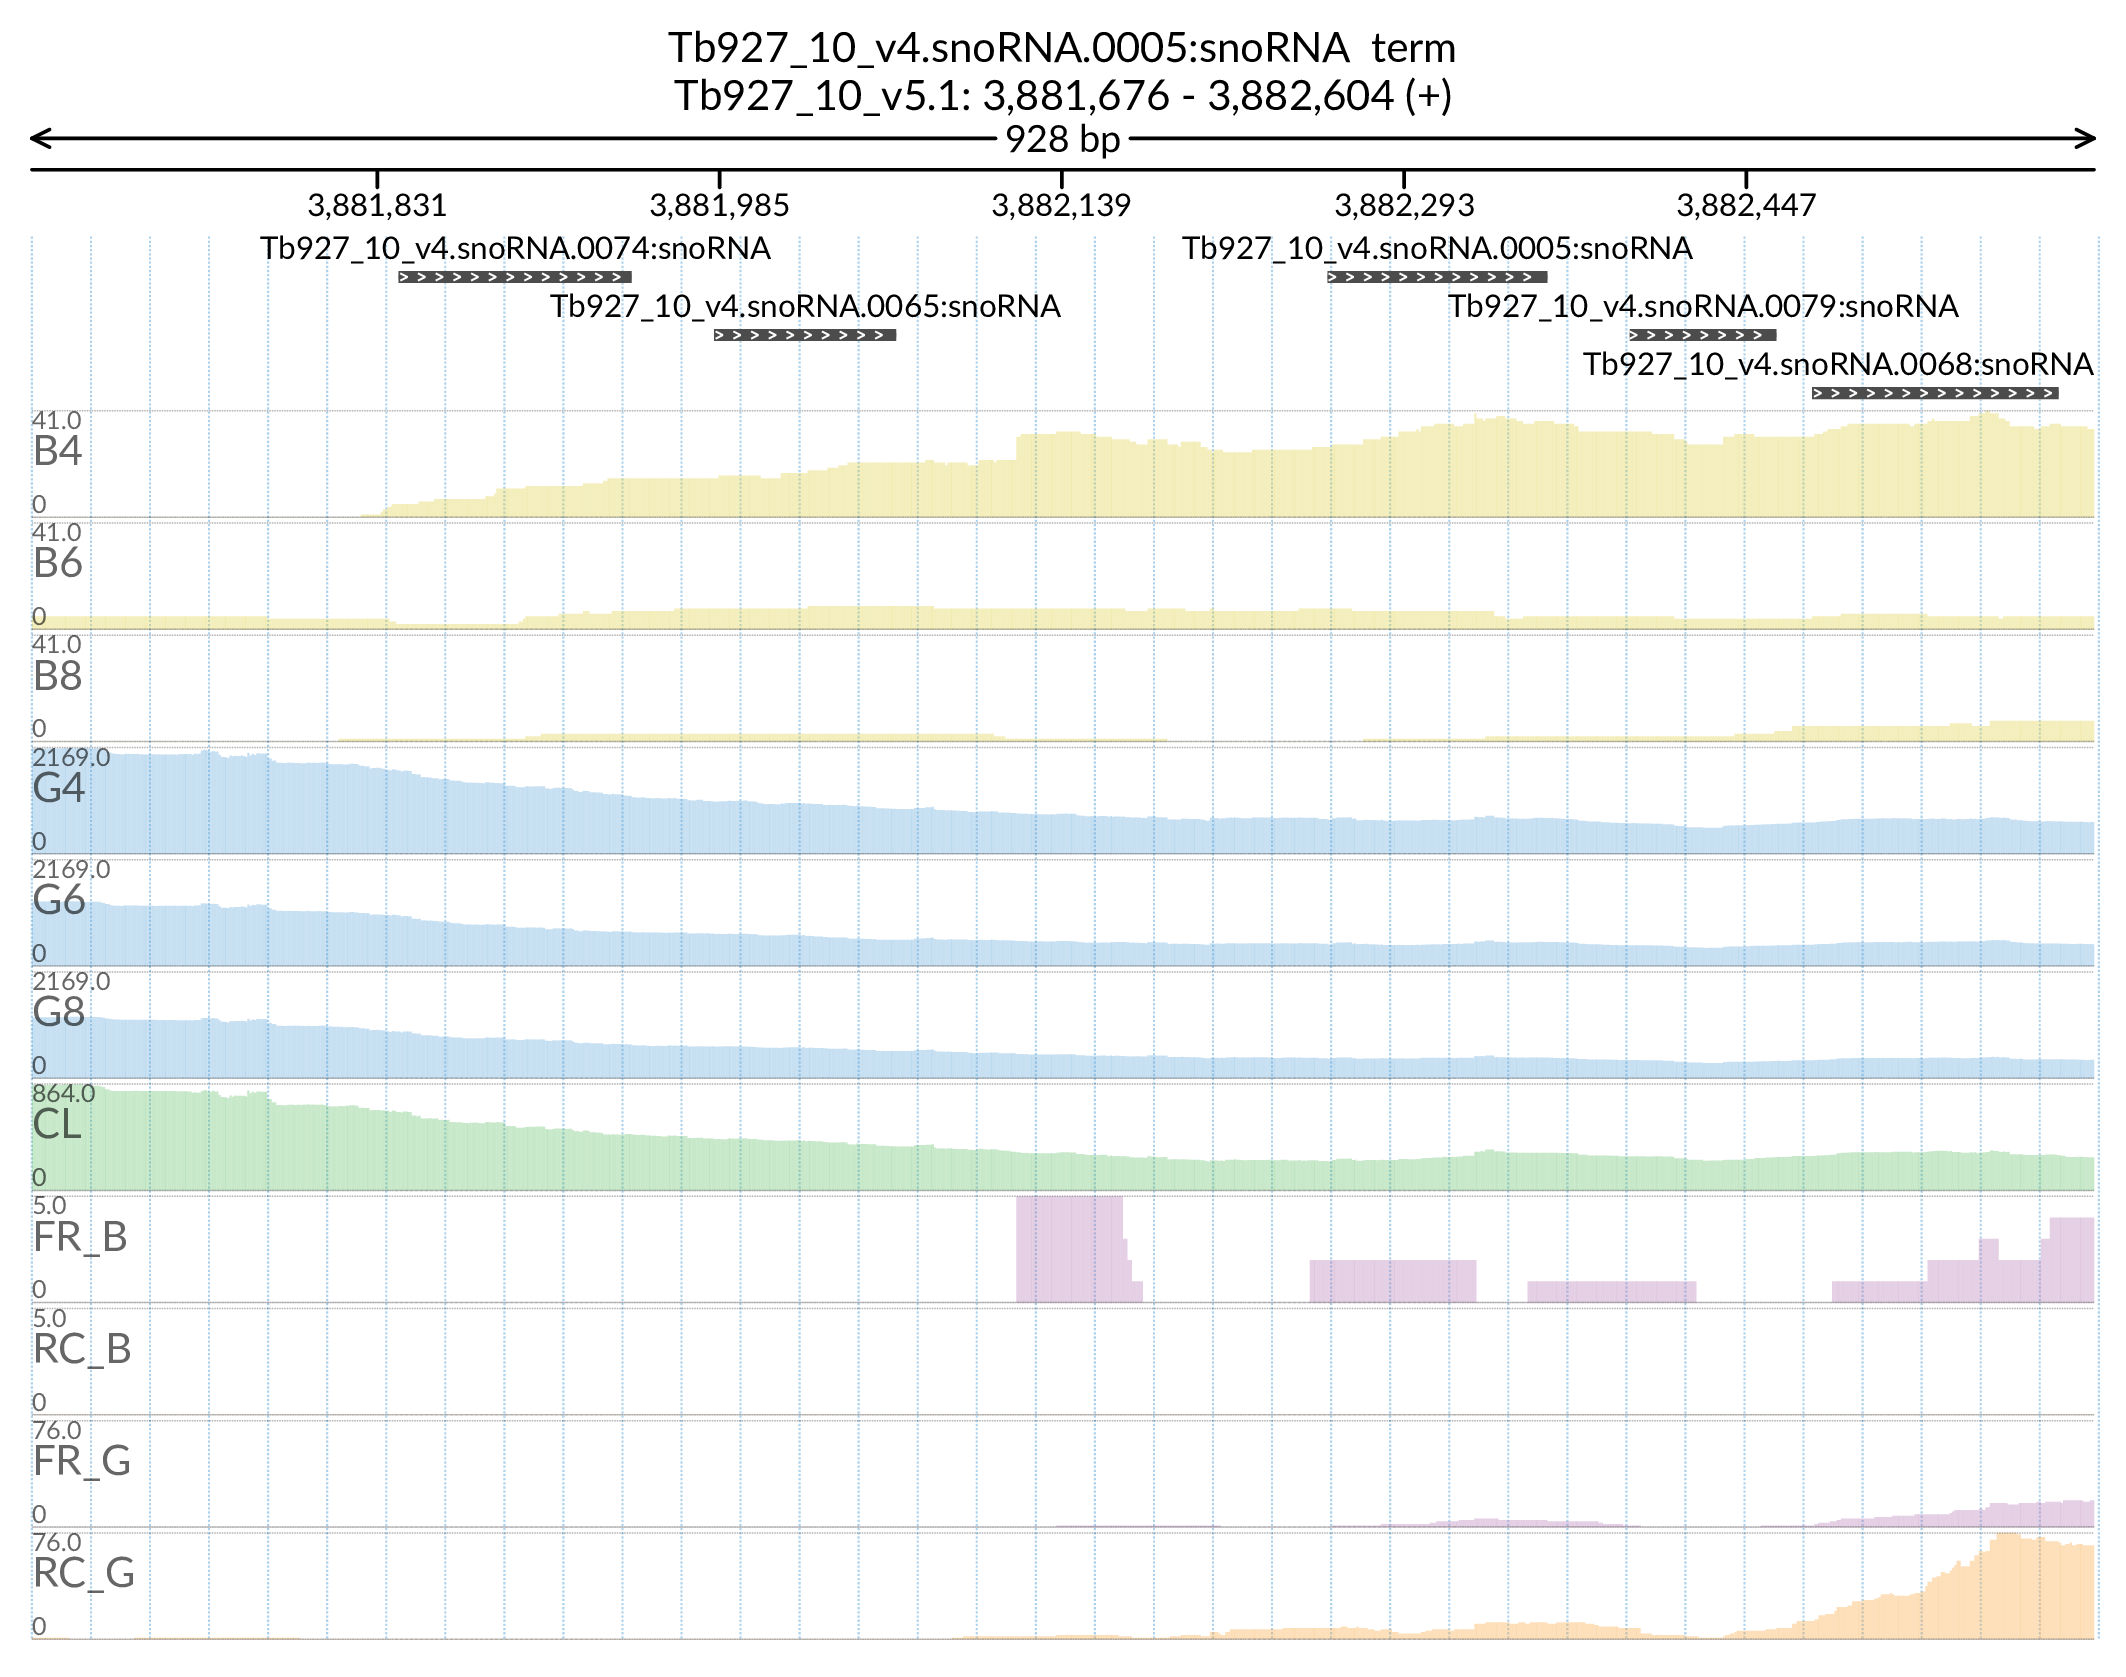 Tb927_10_v4.snoRNA.0005:snoRNA  term
Tb927_10_v5.1: 3,881,676 - 3,882,604 (+)
928 bp
3,881,831 3,881,985 3,882,139 3,882,293 3,882,447
Tb927_10_v4.snoRNA.0074:snoRNA Tb927_10_v4.snoRNA.0005:snoRNA
Tb927_10_v4.snoRNA.0065:snoRNA Tb927_10_v4.snoRNA.0079:snoRNA
Tb927_10_v4.snoRNA.0068:snoRNA
41.0
B4
0
41.0
B6
0
41.0
B8
0
2169.0
G4
0
2169.0
G6
0
2169.0
G8
0
864.0
CL
0
5.0
FR_B
0
5.0
RC_B
0
76.0
FR_G
0
76.0
RC_G
0